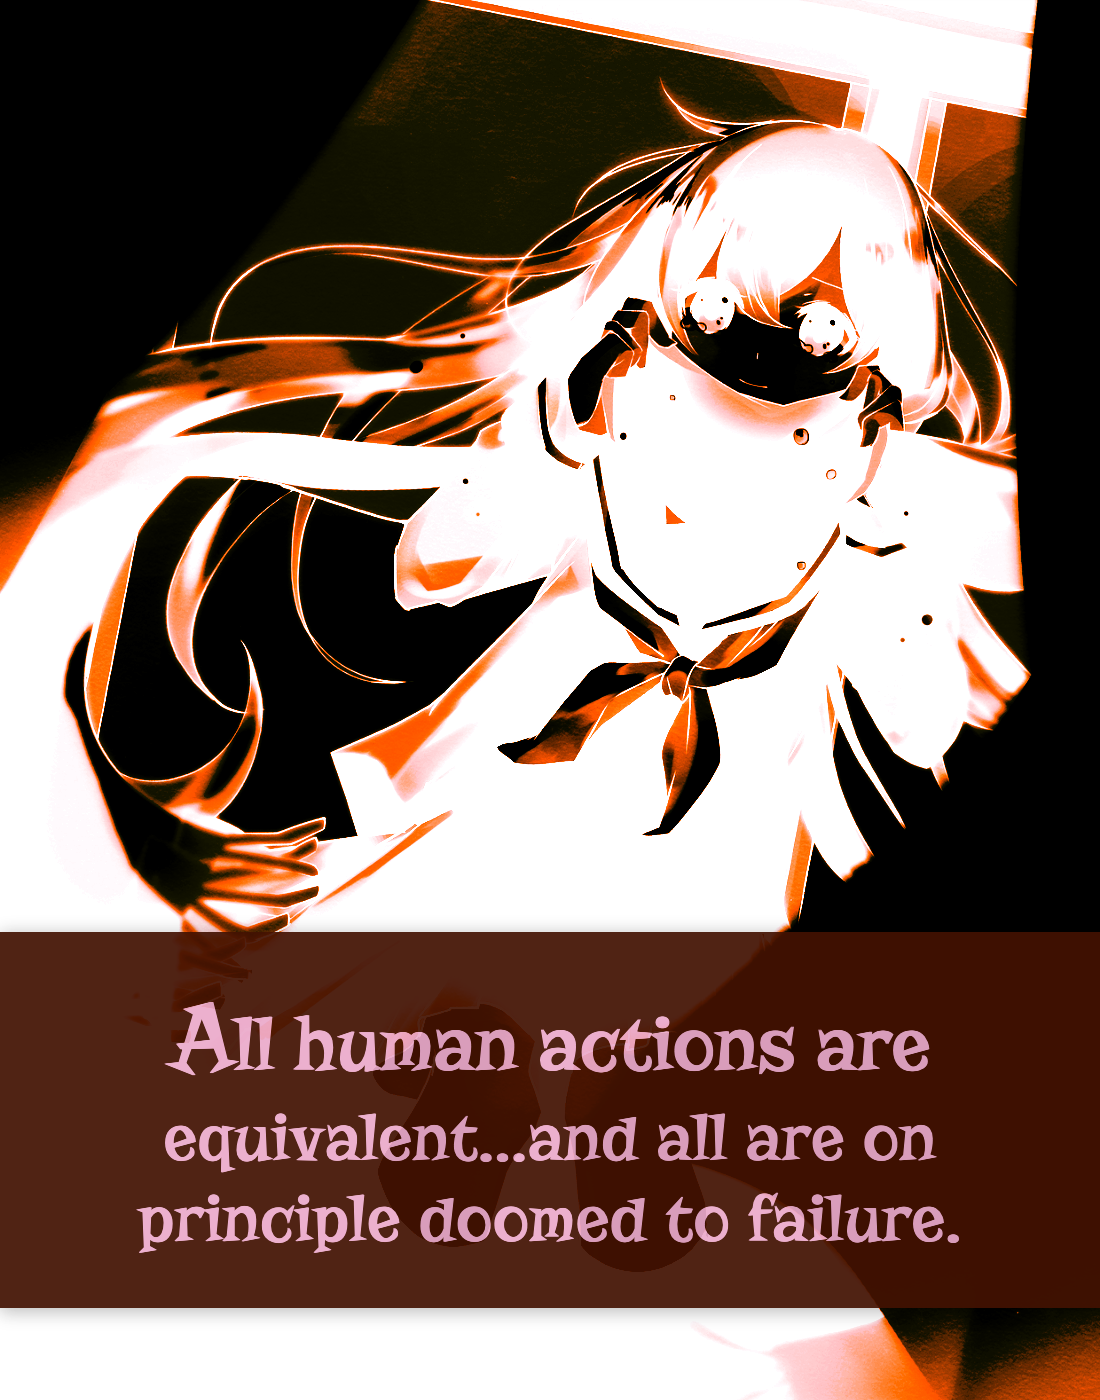 All human actions are
equivalent...and all are on
principle doomed to failure.